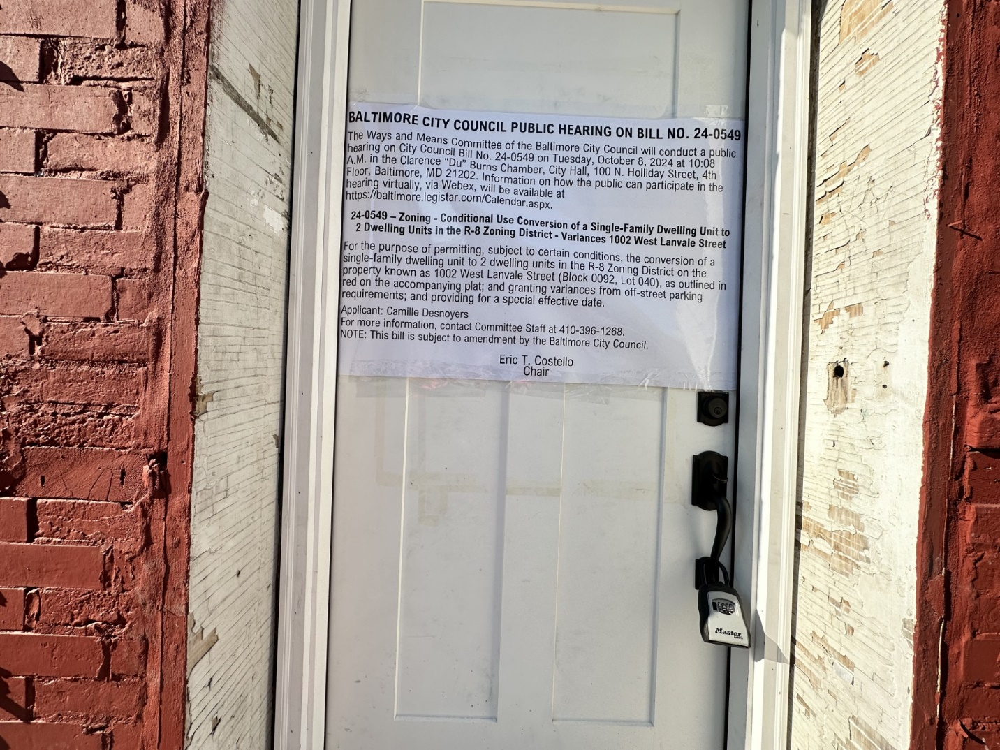 BALTIMORE CITY COUNCIL PUBLIC HEARING ON BILL NO. 24-0549
The Ways and Means Committee of the Baltimore City Council will conduct a public
hearing on City Council Bill No. 24-0549 on Tuesday, October 8, 2024 at 10:08
A.M. in the Clarence "Du" Burns Chamber, City Hall, 100 N. Holliday Street, 4th
Floor, Baltimore, MD 21202. Information on how the public can participate in the
hearing virtually, via Webex, will be available at
https://baltimore.legistar.com/Calendar.aspx.
24-0549 – Zoning - Conditional Use Conversion of a Single-Family Dwelling Unit to
2 Dwelling Units in the R-8 Zoning District - Variances 1002 West Lanvale Street
For the purpose of permitting, subject to certain conditions, the conversion of a
single-family dwelling unit to 2 dwelling units in the R-8 Zoning District on the
property known as 1002 West Lanvale Street (Block 0092, Lot 040), as outlined in
red on the accompanying plat; and granting variances from off-street parking
requirements; and providing for a special effective date.
Applicant: Camille Desnoyers
For more information, contact Committee Staff at 410-396-1268.
NOTE: This bill is subject to amendment by the Baltimore City Council.
Eric T. Costello
Chair
Master